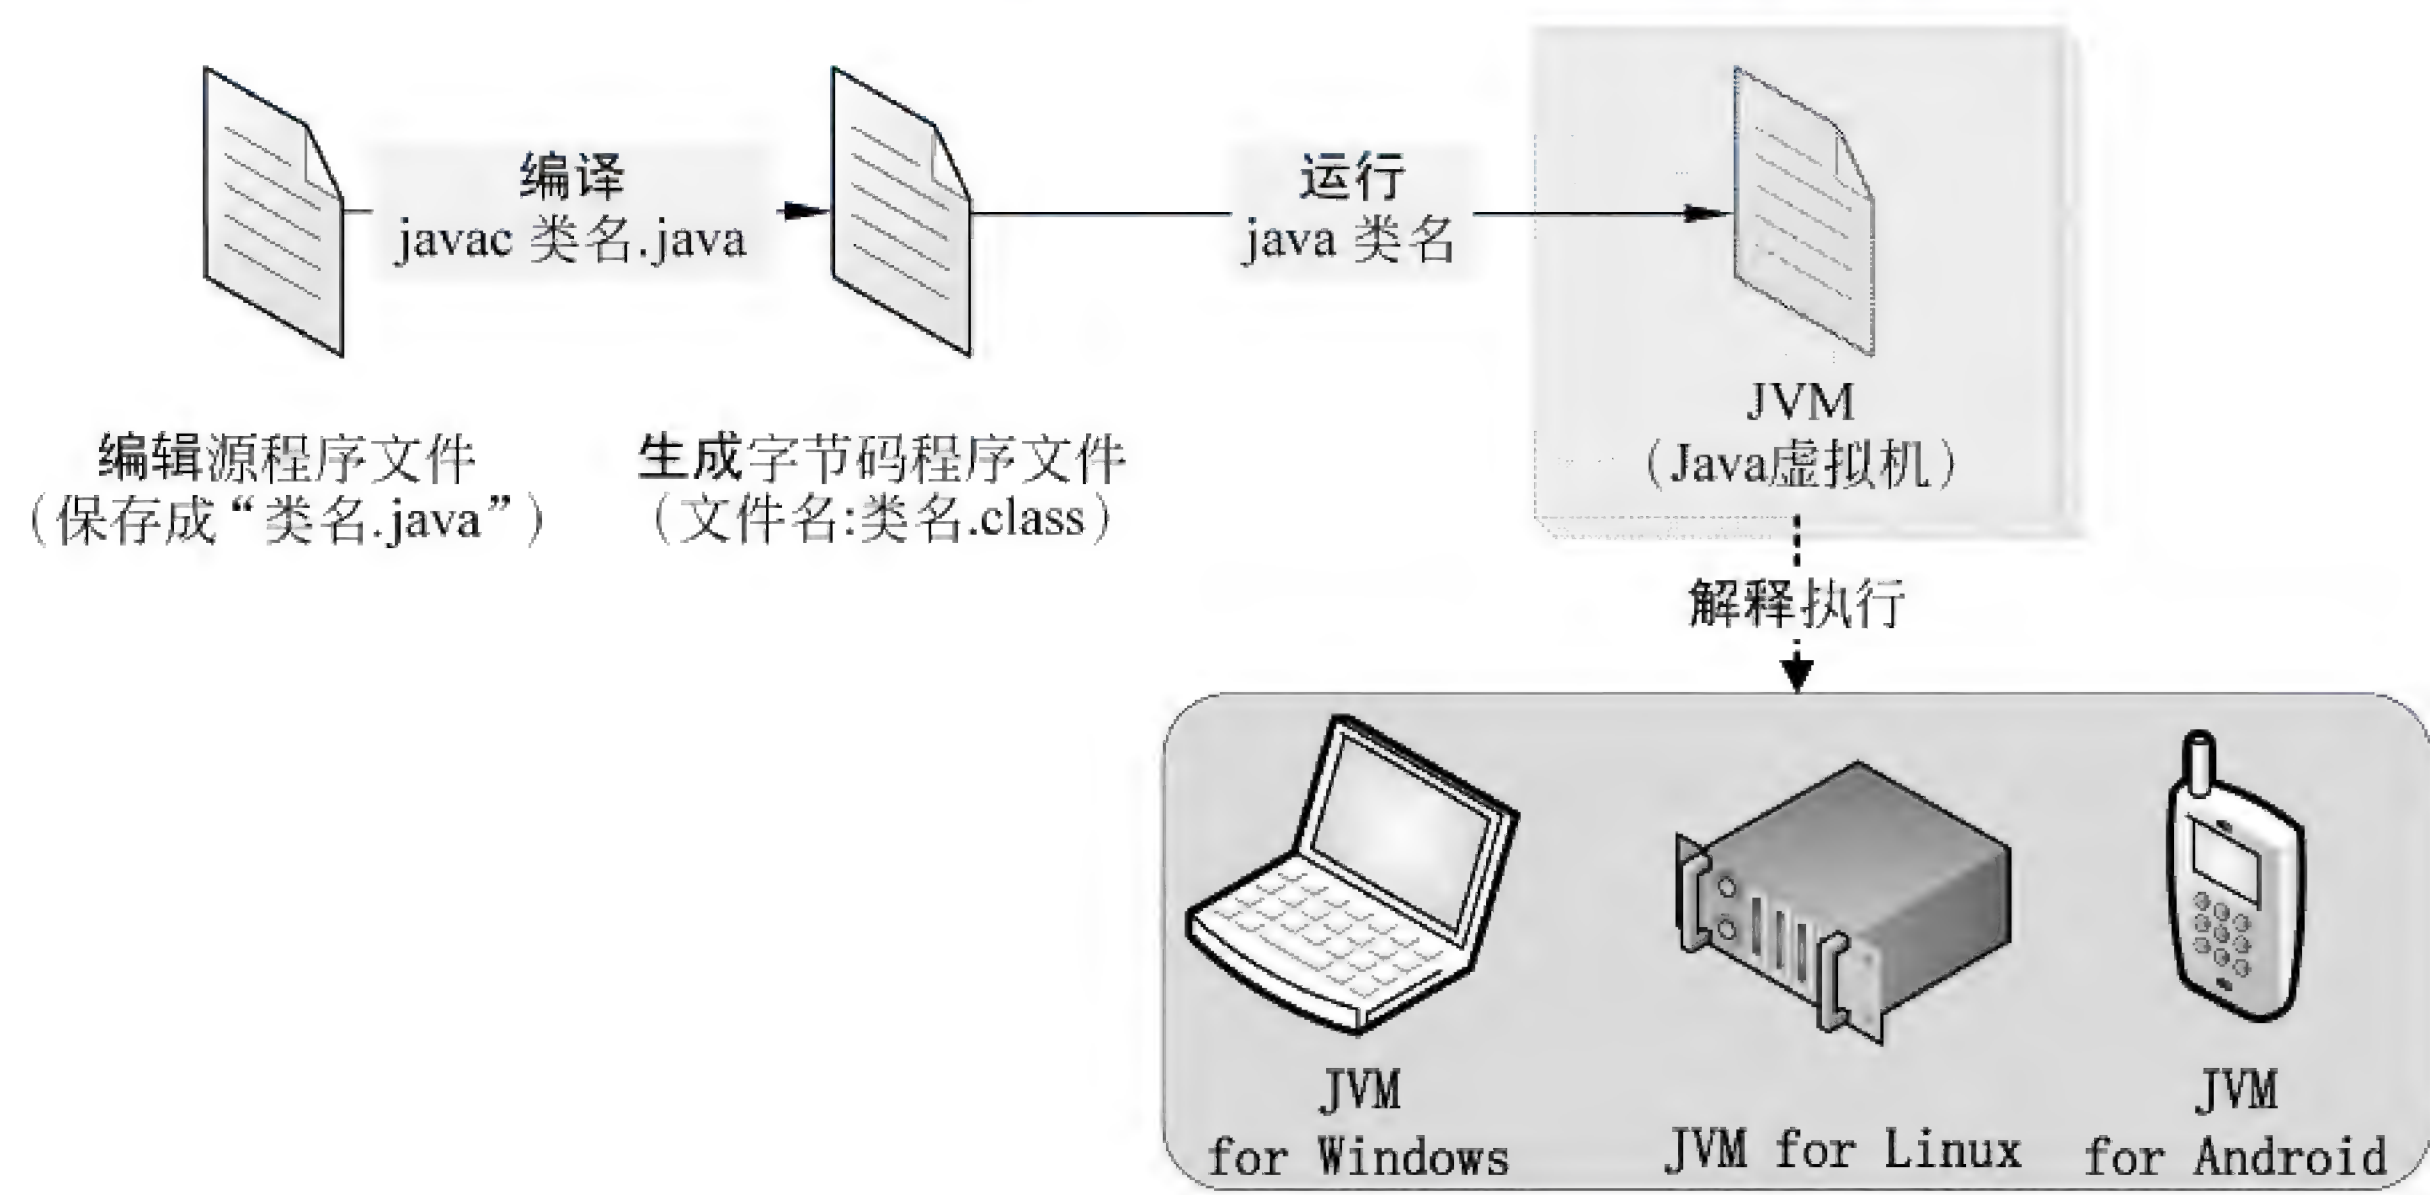 编译
javac 类名.java
运行
java 类名
编辑源程序文件
（保存成“类名.java”）
生成字节码程序文件
（文件名:类名.class）
JVM
（Java虚拟机）
解释执行
JVM
for Windows
JVM for Linux
JVM
for Android